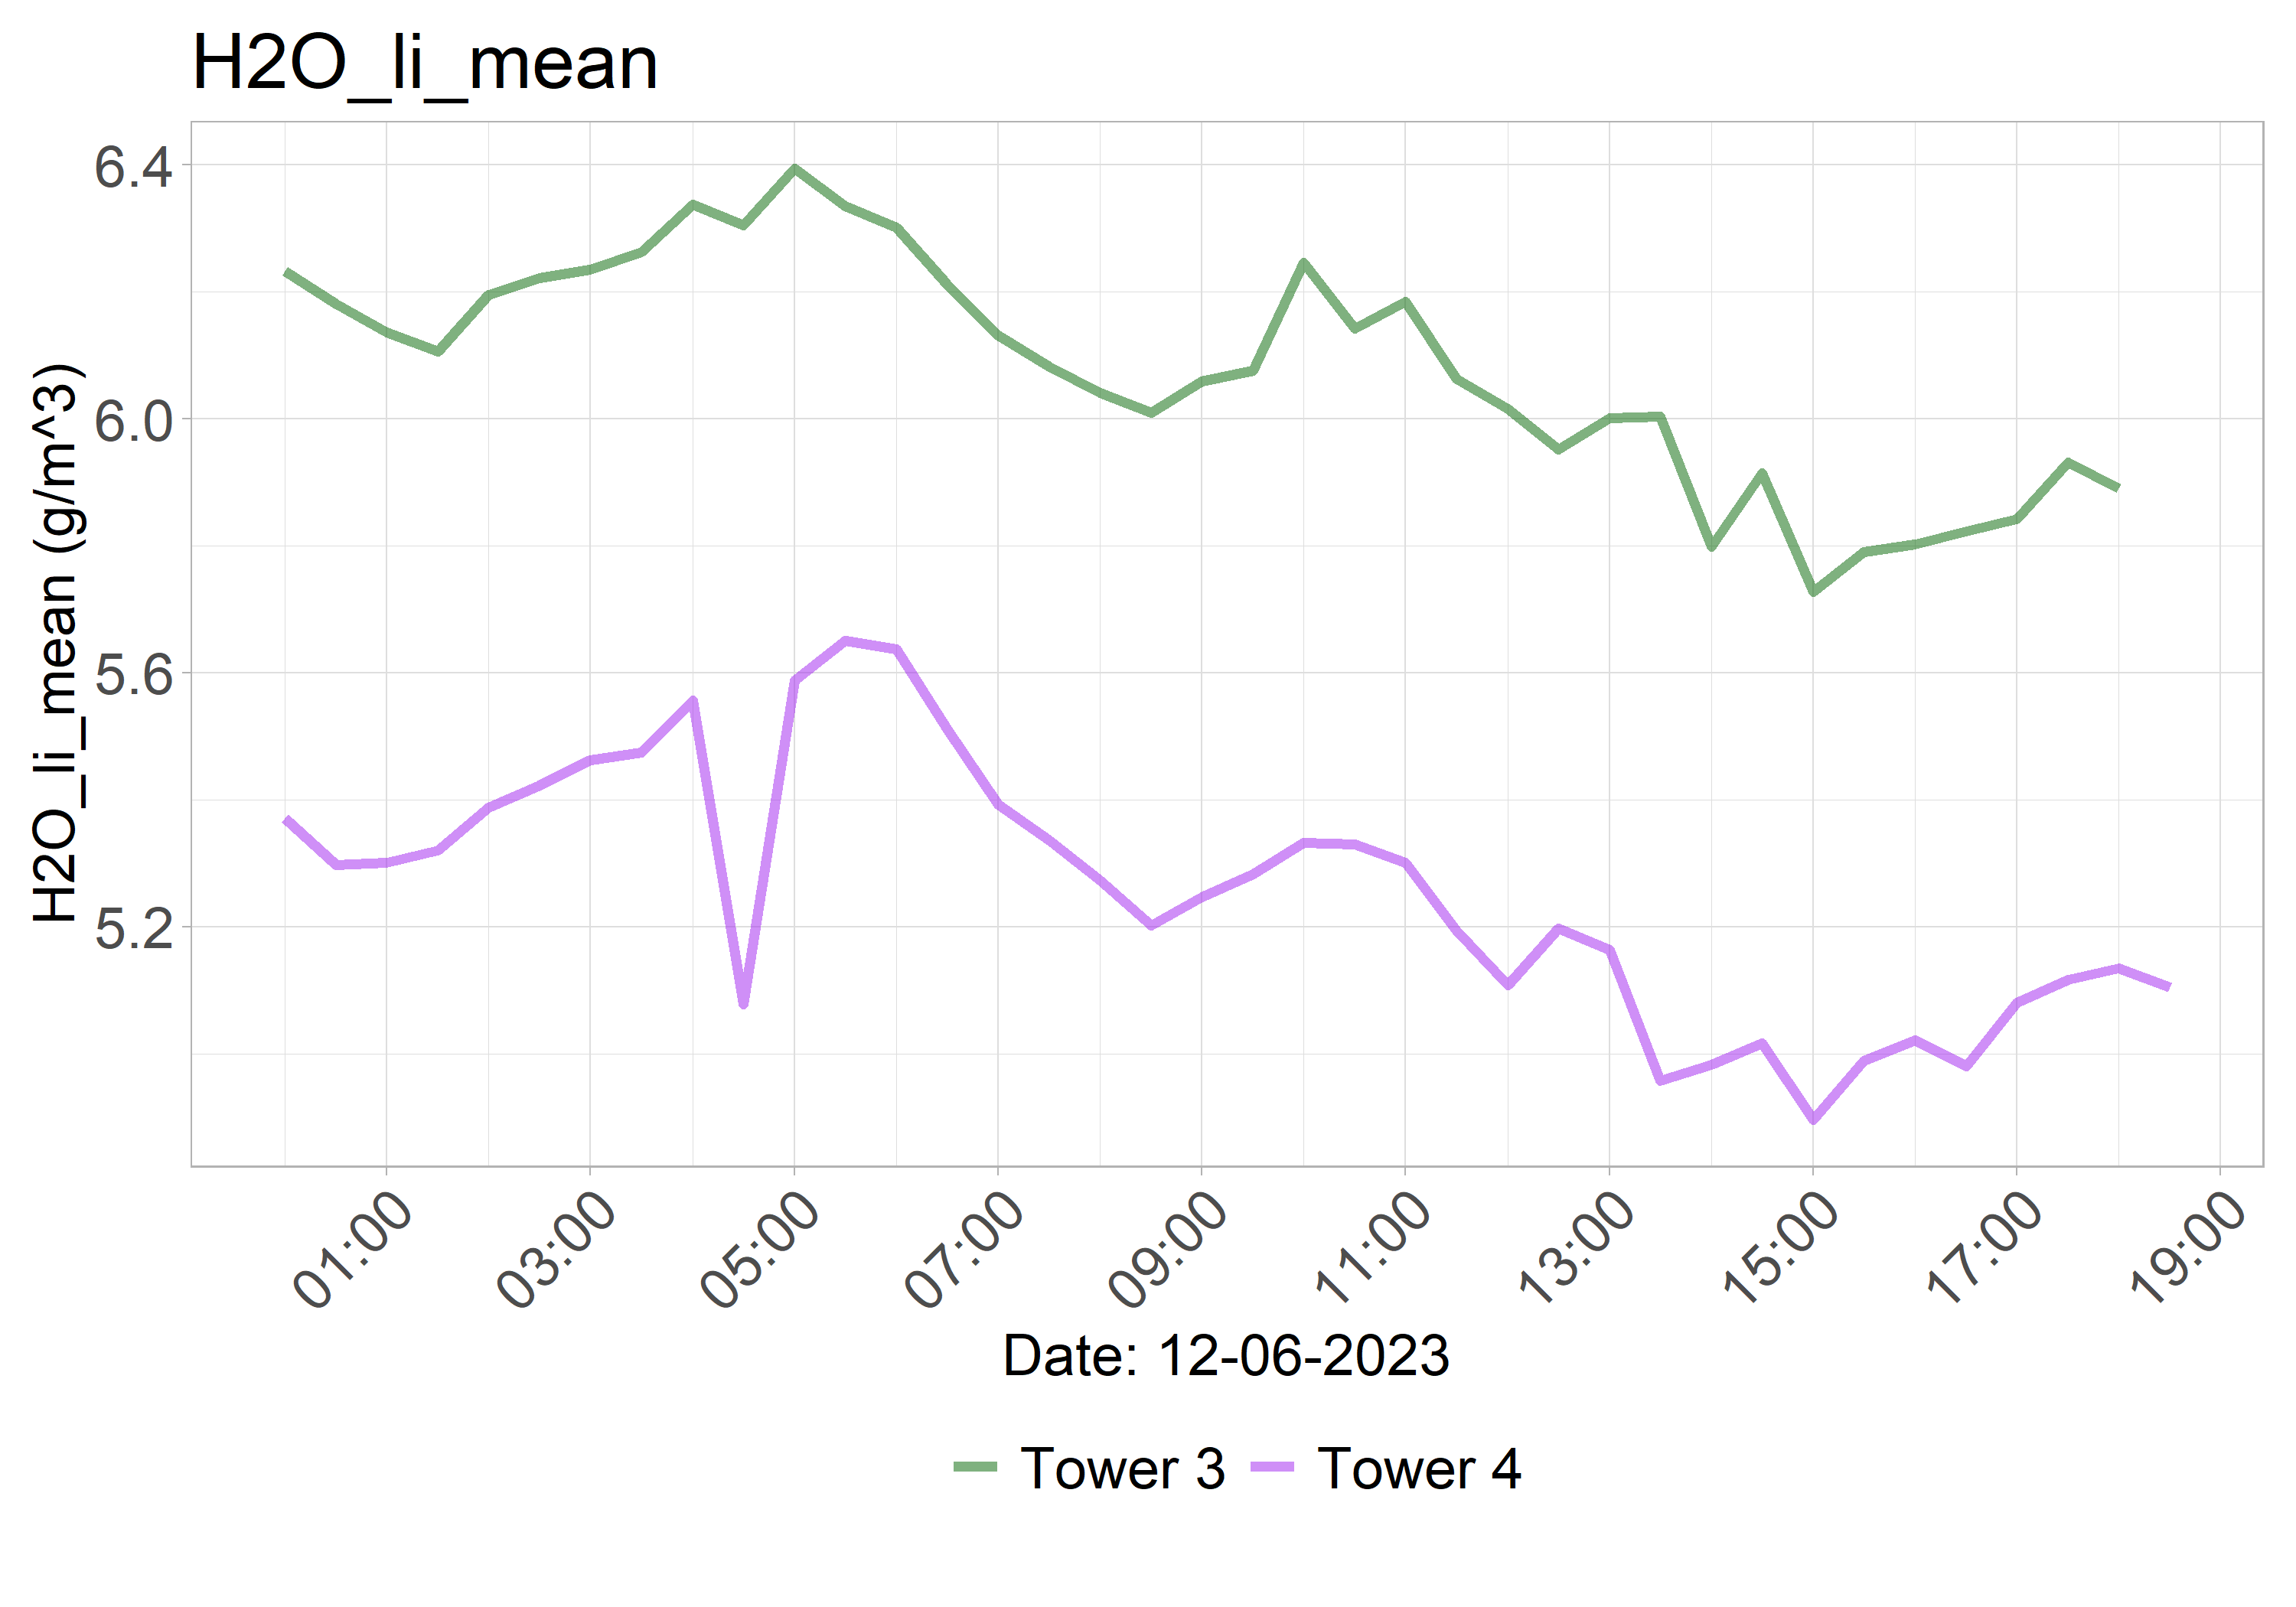 H2O_li_mean
H2O_li_mean (g/m^3)
6.4
6.0
5.6
5.2
01:00 03:00 05:00 07:00 09:00 11:00 13:00 15:00 17:00 19:00
Date: 12-06-2023
Tower 3 Tower 4